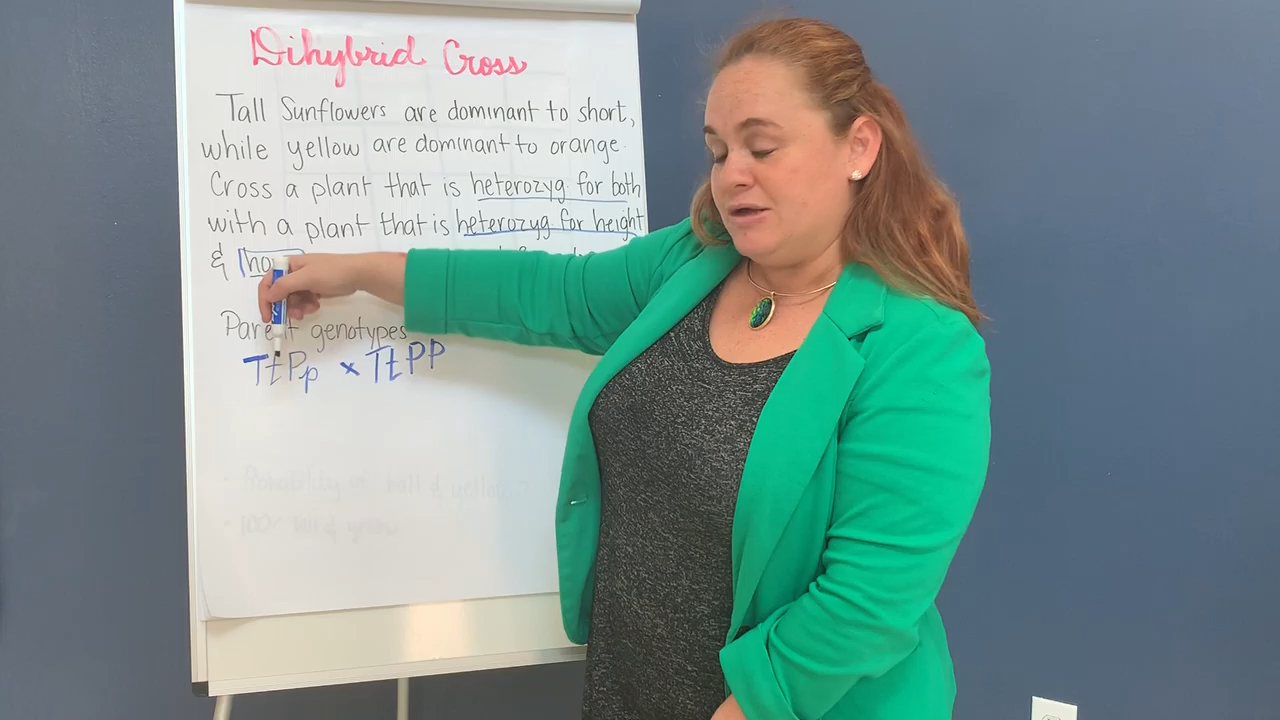 Dihybrid Cross
Tall Sunflowers are dominant to short,
while yellow are dominant to orange.
Cross a plant that is heterozyg. for both
with a plant that is heterozyg for height
&
Parent genotypes
TtPp x TtPP